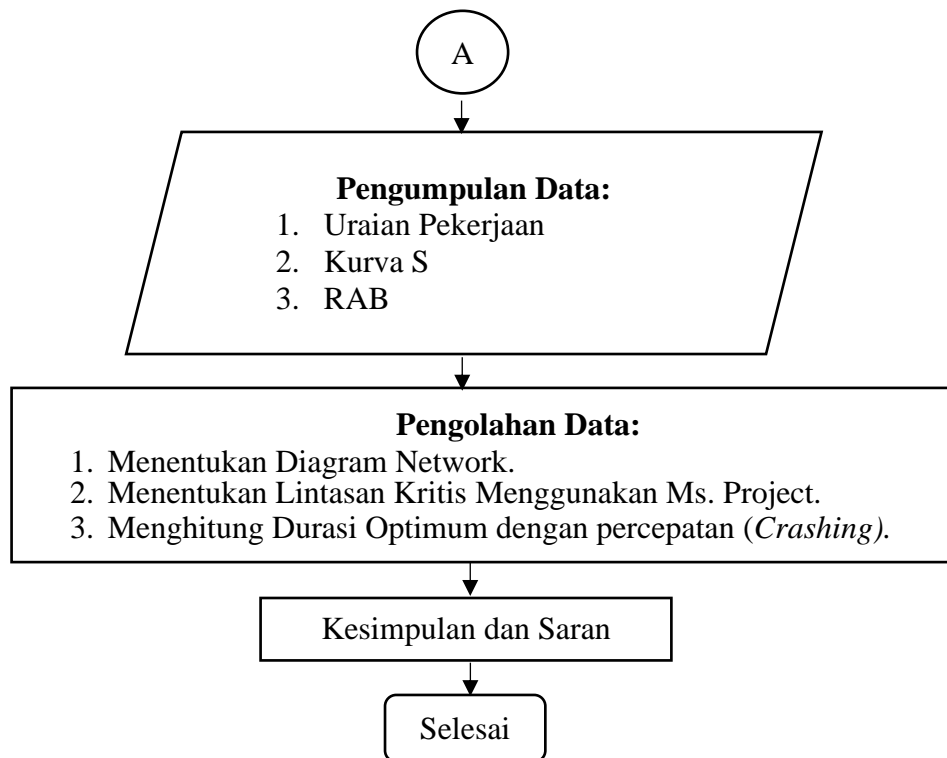 A
Pengumpulan Data:
1. Uraian Pekerjaan
2. Kurva S
3. RAB
Pengolahan Data:
1. Menentukan Diagram Network.
2. Menentukan Lintasan Kritis Menggunakan Ms. Project.
3. Menghitung Durasi Optimum dengan percepatan (Crashing).
Kesimpulan dan Saran
Selesai